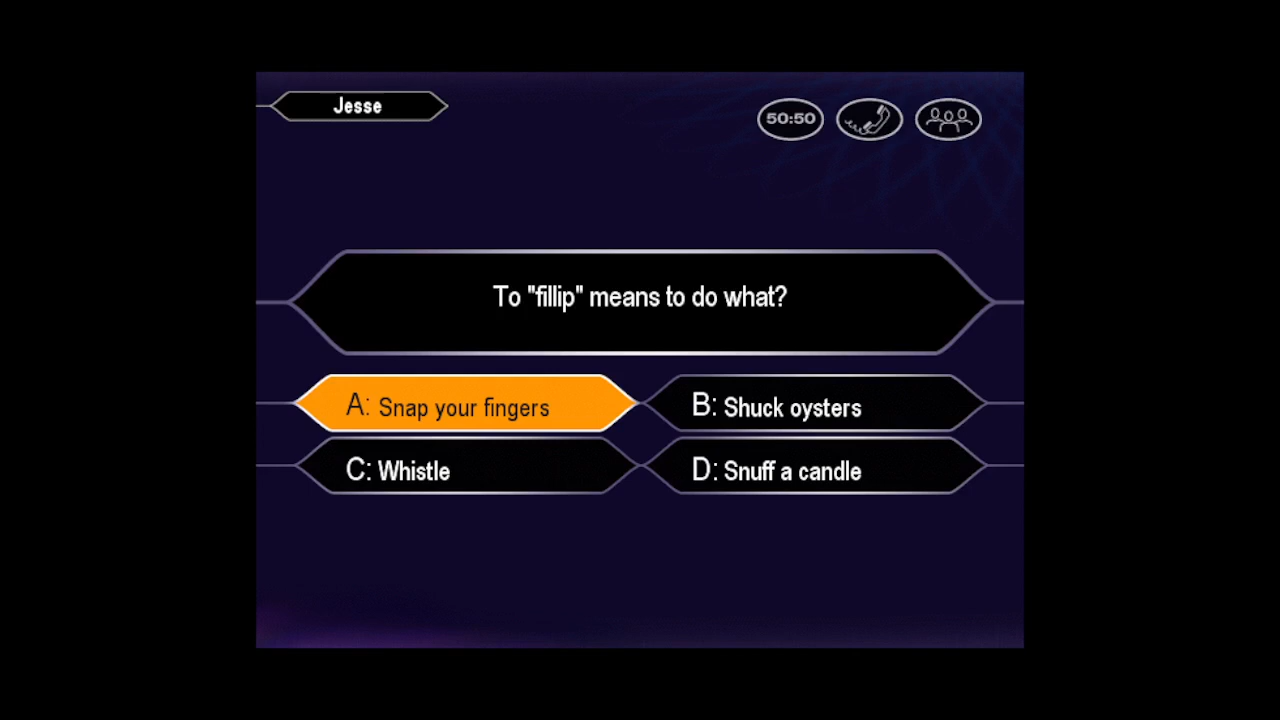 Jesse
50:50
To "fillip" means to do what?
A: Snap your fingers
B: Shuck oysters
C: Whistle
D: Snuff a candle